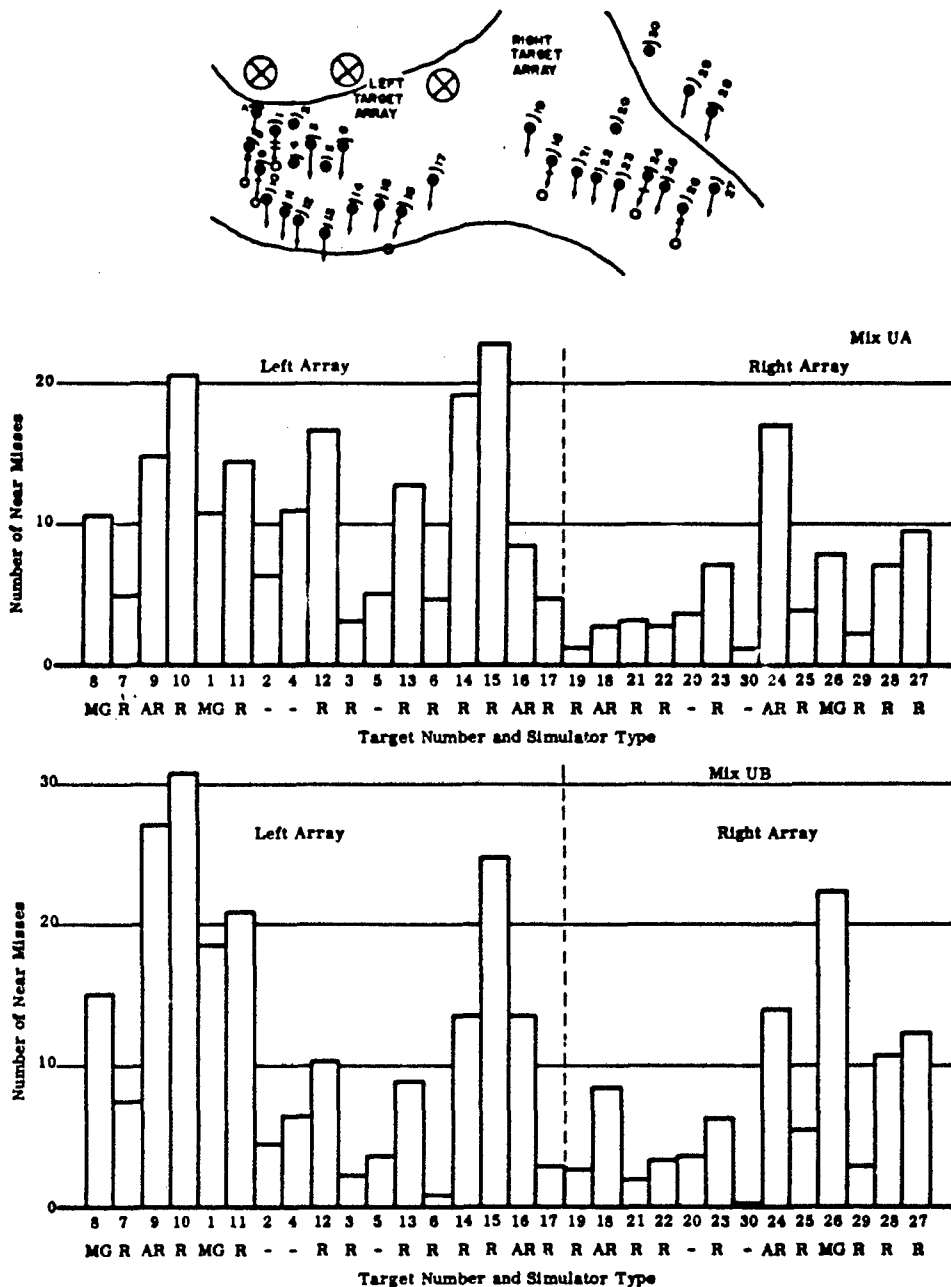 RIGHT
TARGET
ARRAY
LEFT
TARGET
ARRAY
Mix UA
Left Array
Right Array
Number of Near Misses
20
10
0
8 7 9 10 1 11 2 4 12 3 5 13 6 14 15 16 17 19 18 21 22 20 23 30 24 25 26 29 28 27
MG R AR R MG R - - R R - R R R R AR R R AR R R - R - AR R MG R R R
Target Number and Simulator Type
Mix UB
Left Array
Right Array
Number of Near Misses
30
20
10
0
8 7 9 10 1 11 2 4 12 3 5 13 6 14 15 16 17 19 18 21 22 20 23 30 24 25 26 29 28 27
MG R AR R MG R - - R R - R R R R AR R R AR R R - R - AR R MG R R R
Target Number and Simulator Type